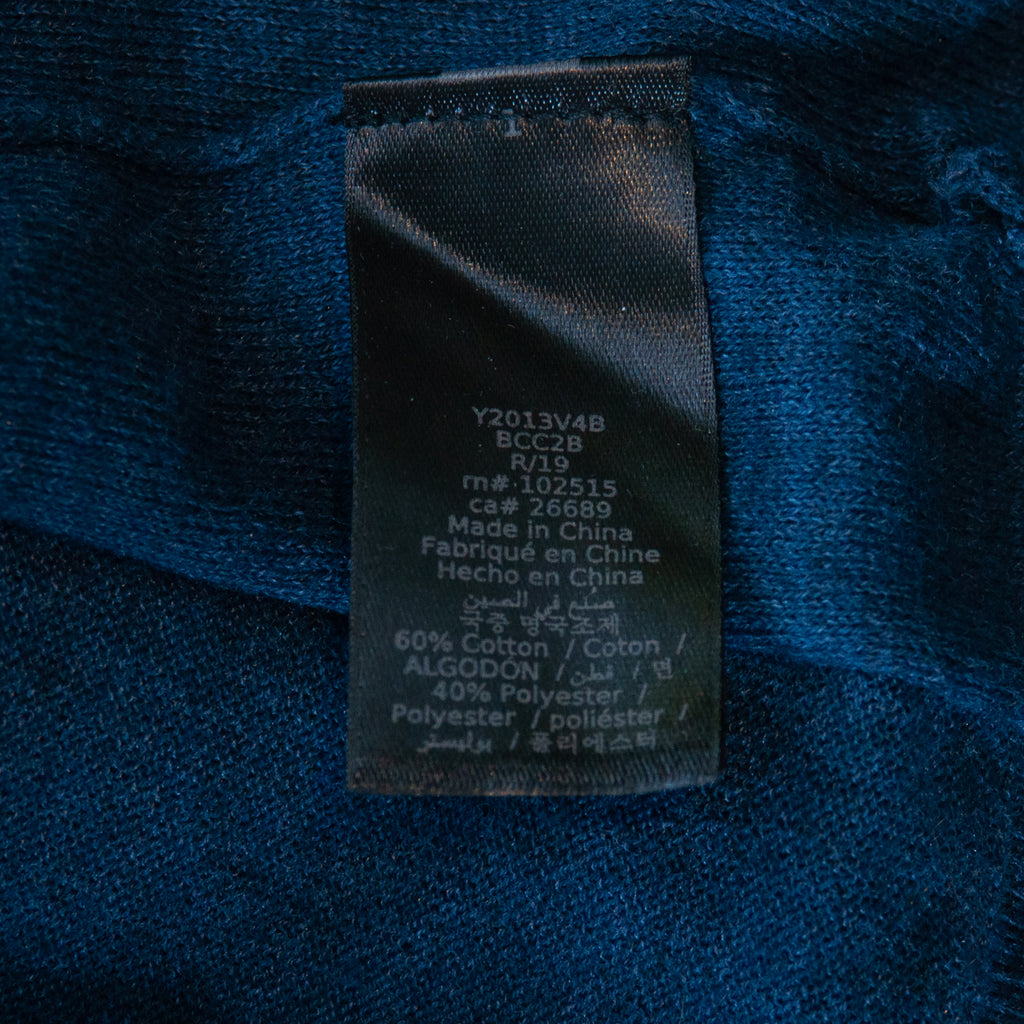 1
Y2013V4B
BCC2B
R/19
rn# 102515
ca# 26689
Made in China
Fabriqué en Chine
Hecho en China
صنع في الصين
60% Cotton / Coton /
ALGODÓN / قطن / 면
40% Polyester /
Polyester / poliéster /
بوليستر / 폴리에스터